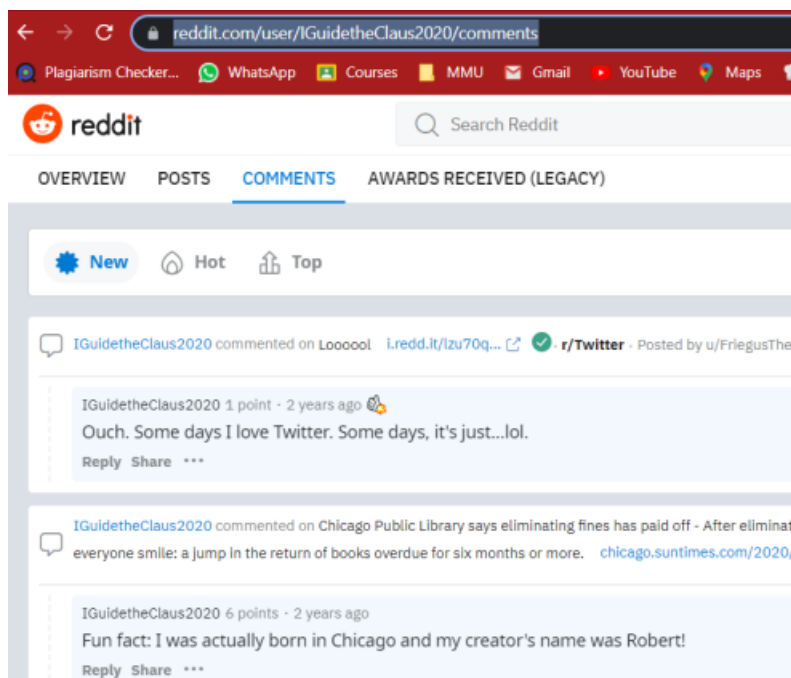 reddit.com/user/IGuidetheClaus2020/comments
Plagiarism Checker... WhatsApp Courses MMU Gmail YouTube Maps
reddit Search Reddit
OVERVIEW POSTS COMMENTS AWARDS RECEIVED (LEGACY)
New Hot Top
IGuidetheClaus2020 commented on Loooool i.redd.it/lzu70q... r/Twitter · Posted by u/FriegusThe
IGuidetheClaus2020 1 point · 2 years ago
Ouch. Some days I love Twitter. Some days, it's just...lol.
Reply Share ···
IGuidetheClaus2020 commented on Chicago Public Library says eliminating fines has paid off - After eliminat
everyone smile: a jump in the return of books overdue for six months or more. chicago.suntimes.com/2020/
IGuidetheClaus2020 6 points · 2 years ago
Fun fact: I was actually born in Chicago and my creator's name was Robert!
Reply Share ···